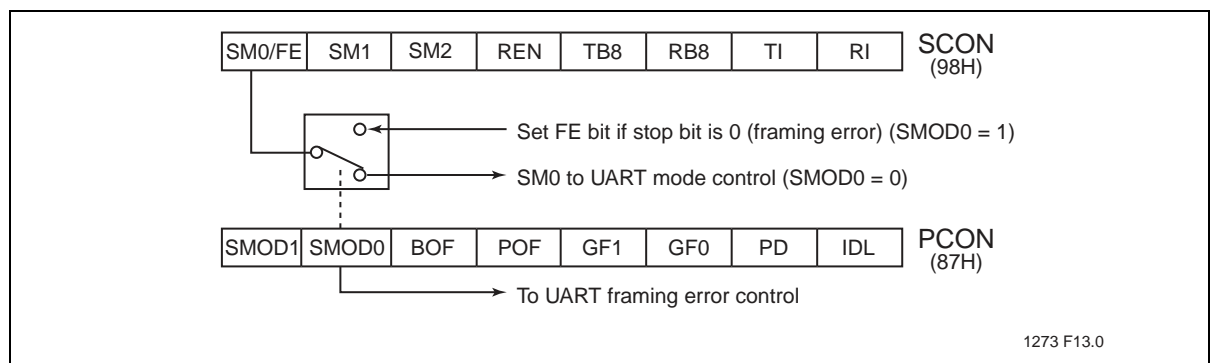 SM0/FE SM1 SM2 REN TB8 RB8 TI RI SCON
(98H)
Set FE bit if stop bit is 0 (framing error) (SMOD0 = 1)
SM0 to UART mode control (SMOD0 = 0)
SMOD1 SMOD0 BOF POF GF1 GF0 PD IDL PCON
(87H)
To UART framing error control
1273 F13.0